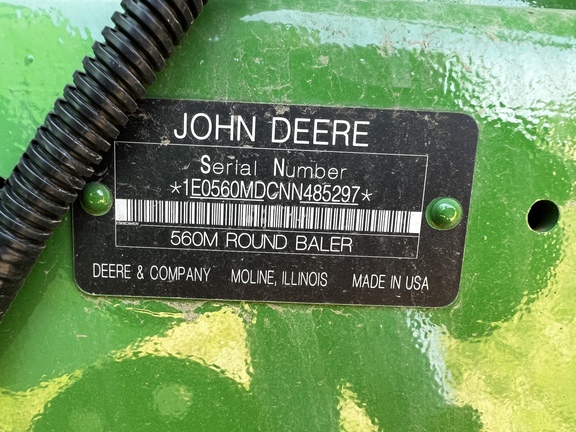 JOHN DEERE
Serial Number
*1E0560MDCNN485297*
560M ROUND BALER
DEERE & COMPANY MOLINE, ILLINOIS MADE IN USA